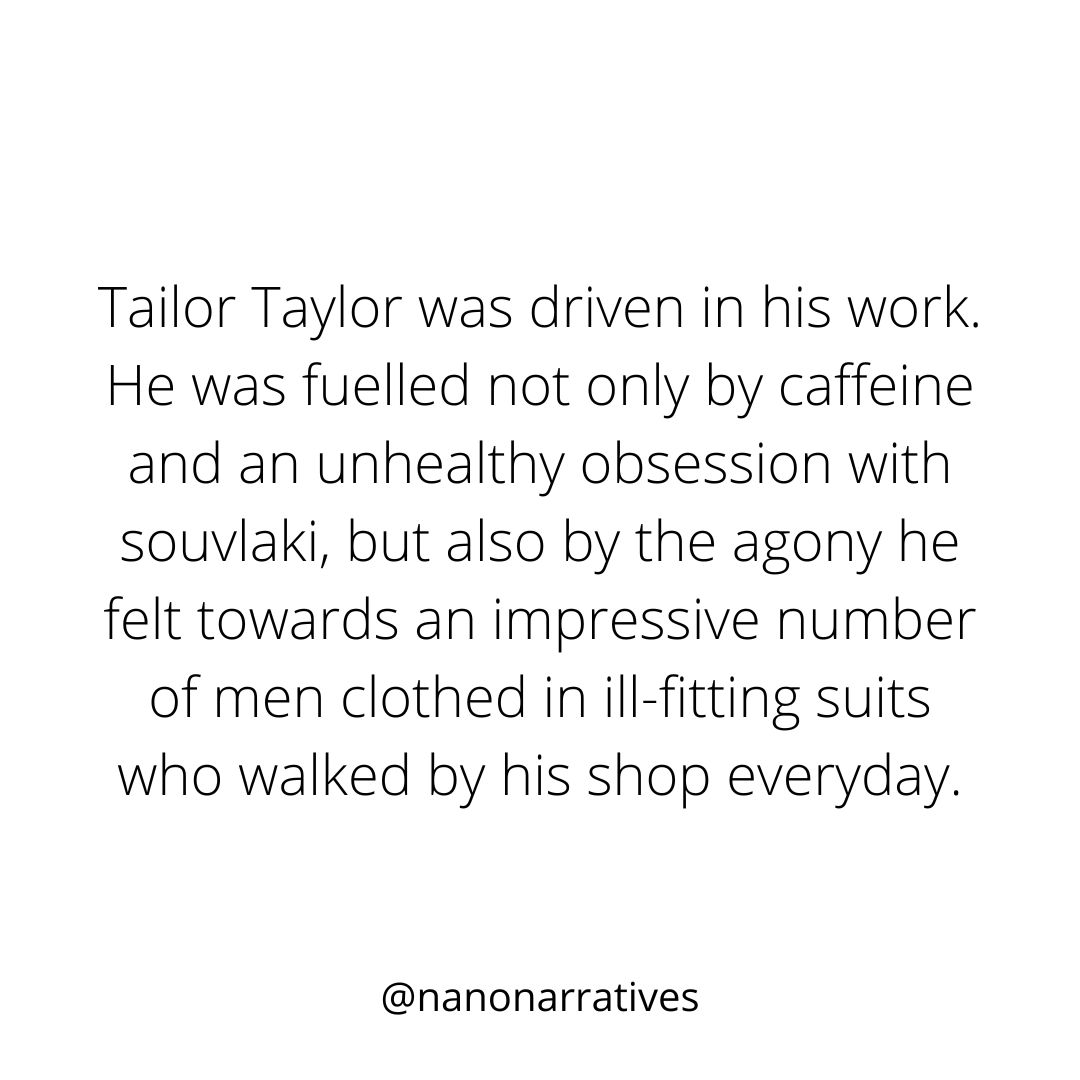 Tailor Taylor was driven in his work.
He was fuelled not only by caffeine
and an unhealthy obsession with
souvlaki, but also by the agony he
felt towards an impressive number
of men clothed in ill-fitting suits
who walked by his shop everyday.
@nanonarratives